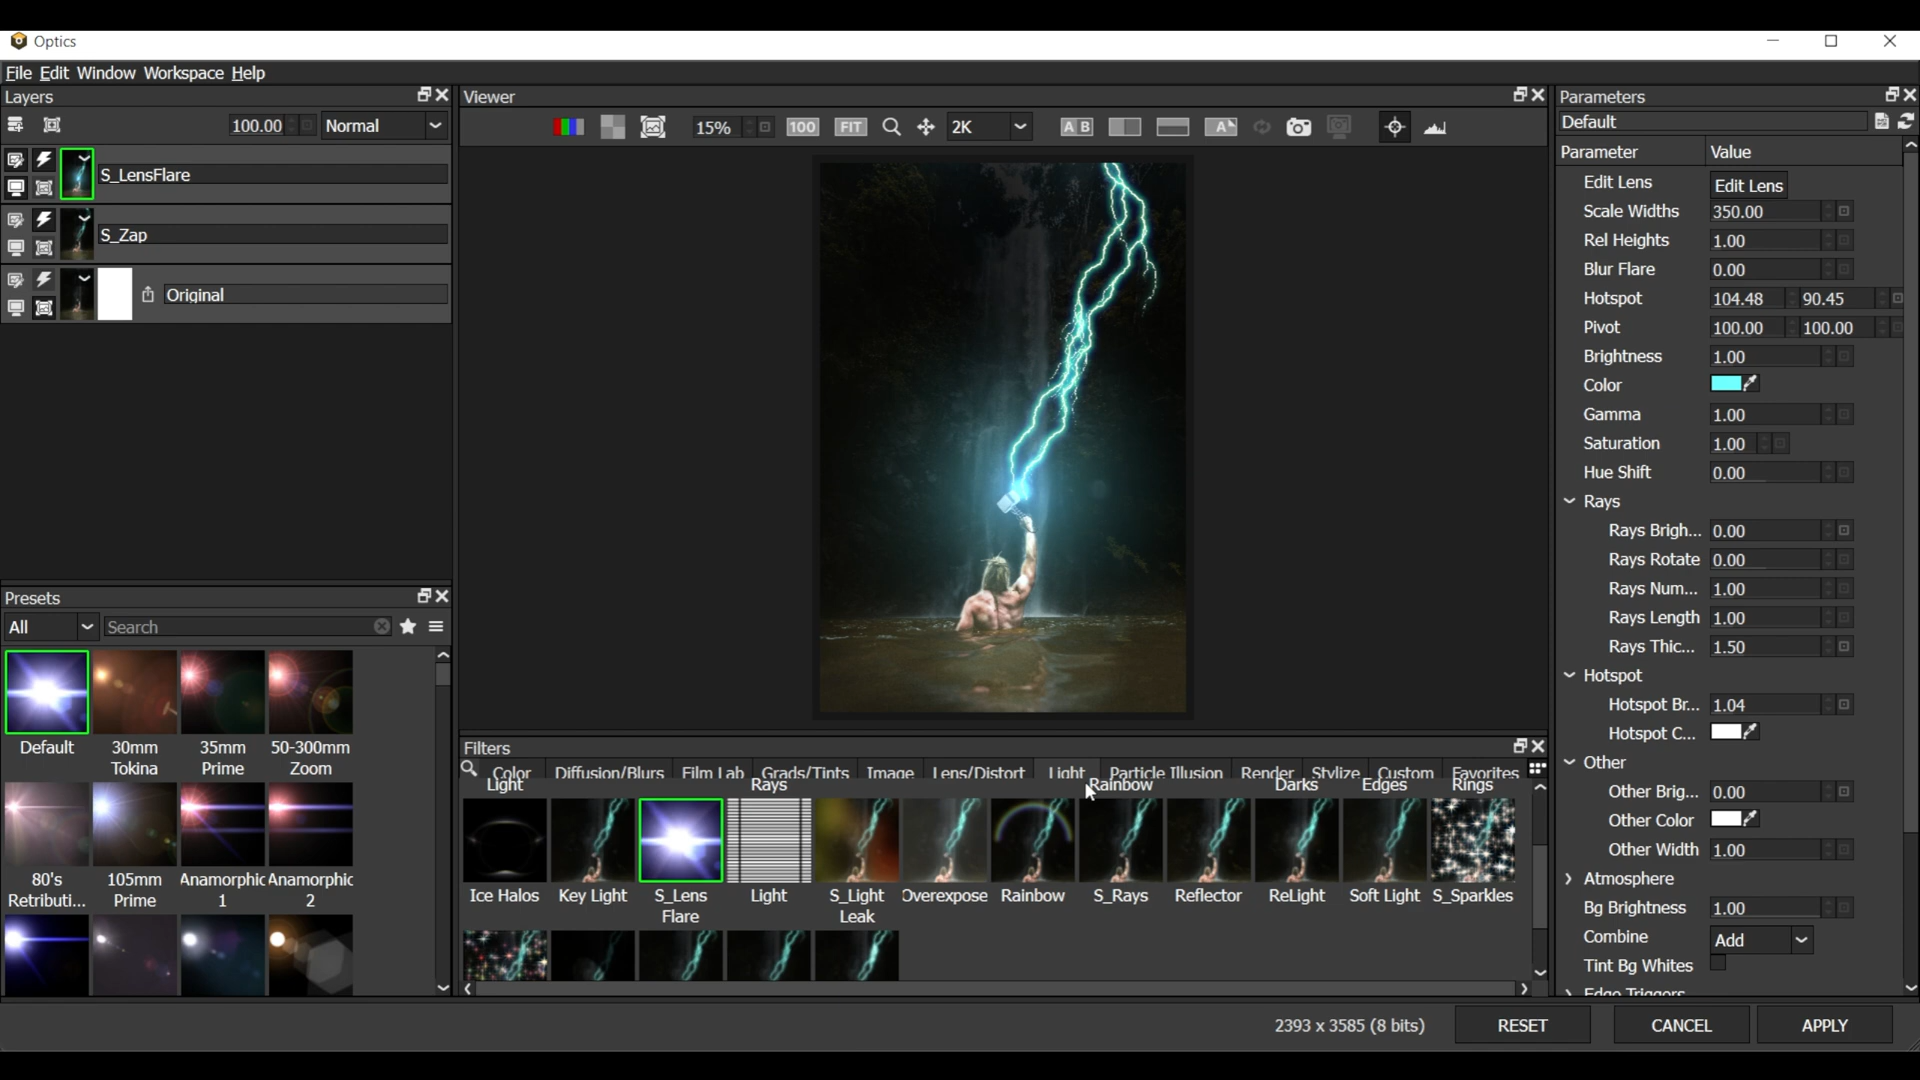 Optics
File Edit Window Workspace Help
Layers
100.00 Normal
S_LensFlare
S_Zap
Original
Presets
All Search
Default
30mm Tokina
35mm Prime
50-300mm Zoom
80's Retributi...
105mm Prime
Anamorphic 1
Anamorphic 2
Viewer
15% 100 FIT 2K A B A
Filters
Color Diffusion/Blurs Film Lab Grads/Tints Image Lens/Distort Light Particle Illusion Render Stylize Custom Favorites
Light Rays Rainbow Darks Edges Rings
Ice Halos
Key Light
S_Lens Flare
Light
S_Light Leak
Overexpose
Rainbow
S_Rays
Reflector
ReLight
Soft Light
S_Sparkles
Parameters
Default
Parameter Value
Edit Lens Edit Lens
Scale Widths 350.00
Rel Heights 1.00
Blur Flare 0.00
Hotspot 104.48 90.45
Pivot 100.00 100.00
Brightness 1.00
Color
Gamma 1.00
Saturation 1.00
Hue Shift 0.00
Rays
Rays Brigh... 0.00
Rays Rotate 0.00
Rays Num... 1.00
Rays Length 1.00
Rays Thic... 1.50
Hotspot
Hotspot Br... 1.04
Hotspot C...
Other
Other Brig... 0.00
Other Color
Other Width 1.00
Atmosphere
Bg Brightness 1.00
Combine Add
Tint Bg Whites
Edge Triggers
2393 x 3585 (8 bits) RESET CANCEL APPLY